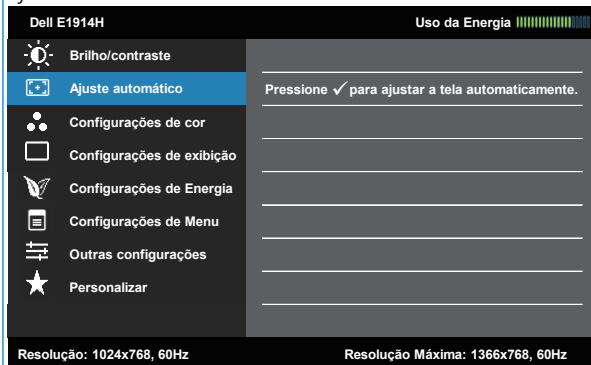 Dell E1914H Uso da Energia
Brilho/contraste
Ajuste automático Pressione ✓ para ajustar a tela automaticamente.
Configurações de cor
Configurações de exibição
Configurações de Energia
Configurações de Menu
Outras configurações
Personalizar
Resolução: 1024x768, 60Hz Resolução Máxima: 1366x768, 60Hz